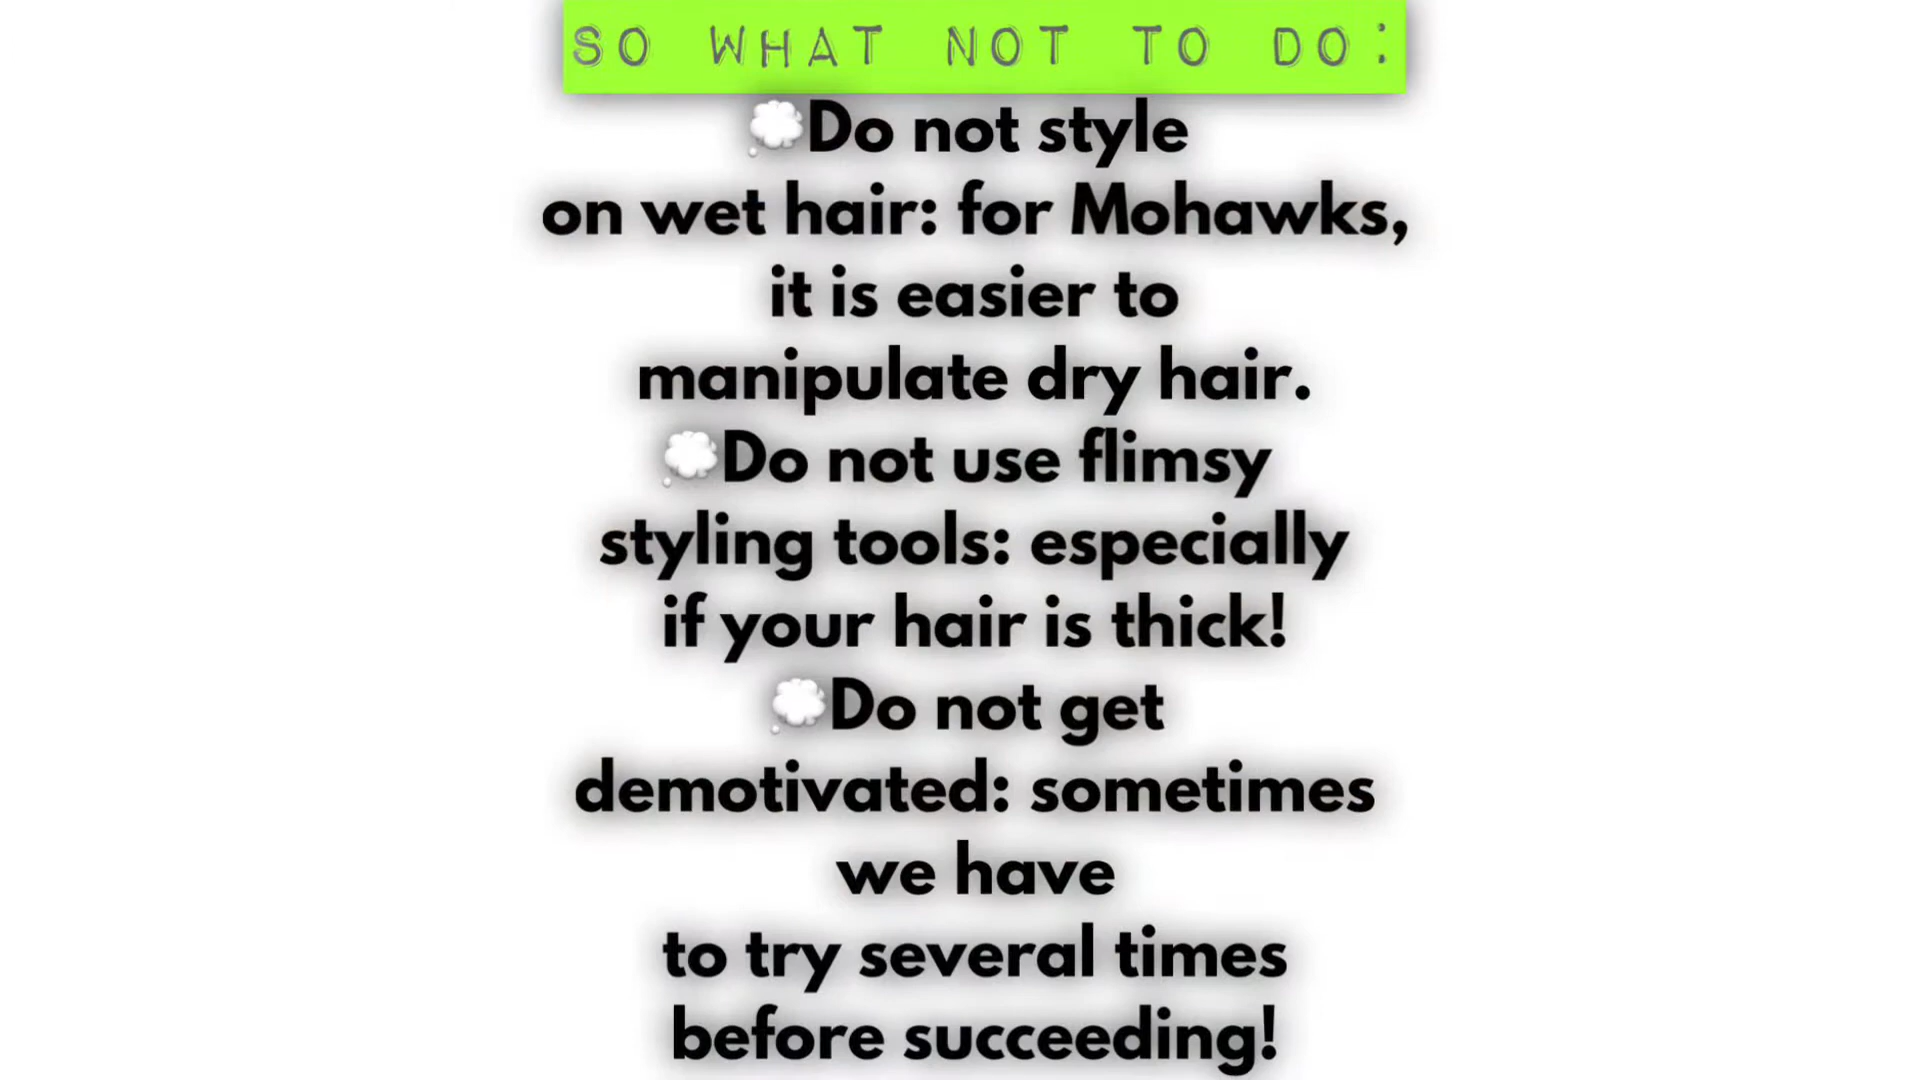 SO WHAT NOT TO DO:
💭Do not style
on wet hair: for Mohawks,
it is easier to
manipulate dry hair.
💭Do not use flimsy
styling tools: especially
if your hair is thick!
💭Do not get
demotivated: sometimes
we have
to try several times
before succeeding!